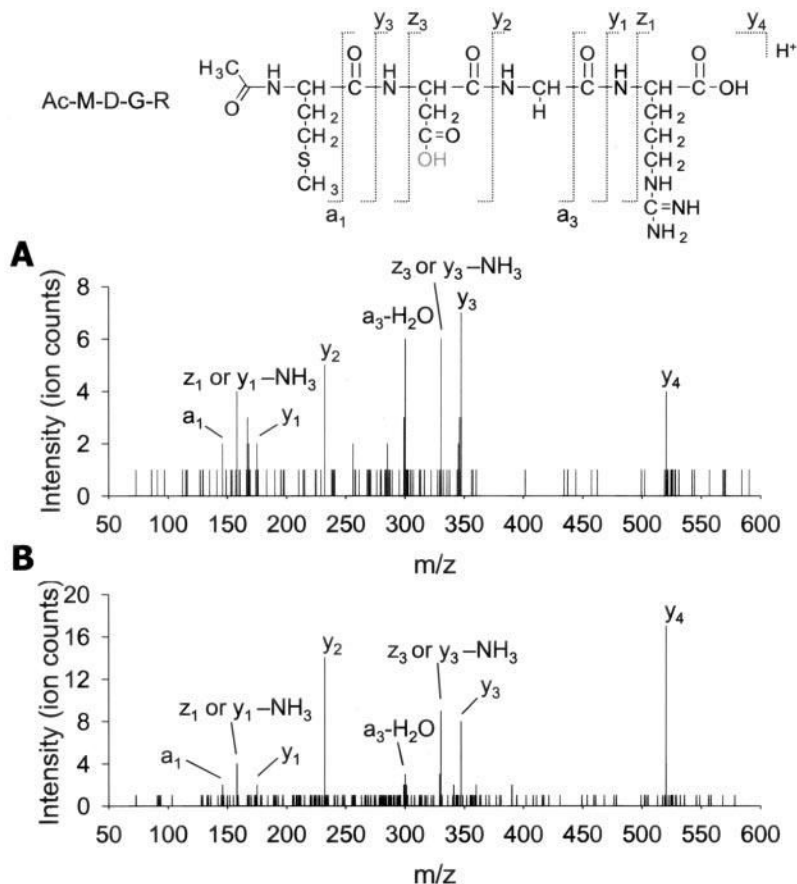 y3 z3 y2 y1 z1 y4
H+
O O O O
H3C N N N N OH
H H H H
O
Ac-M-D-G-R
CH2 CH2 H CH2
CH2 C=O CH2
S OH CH2
CH3 NH
C=NH
NH2
a1 a3
A
Intensity (ion counts)
8
6
4
2
0
z3 or y3 –NH3
y3
a3-H2O
y2
z1 or y1 –NH3
a1
y1
y4
50 100 150 200 250 300 350 400 450 500 550 600
m/z
B
Intensity (ion counts)
20
16
12
8
4
0
y4
y2
z3 or y3 –NH3
y3
z1 or y1 –NH3
a3-H2O
a1
y1
50 100 150 200 250 300 350 400 450 500 550 600
m/z